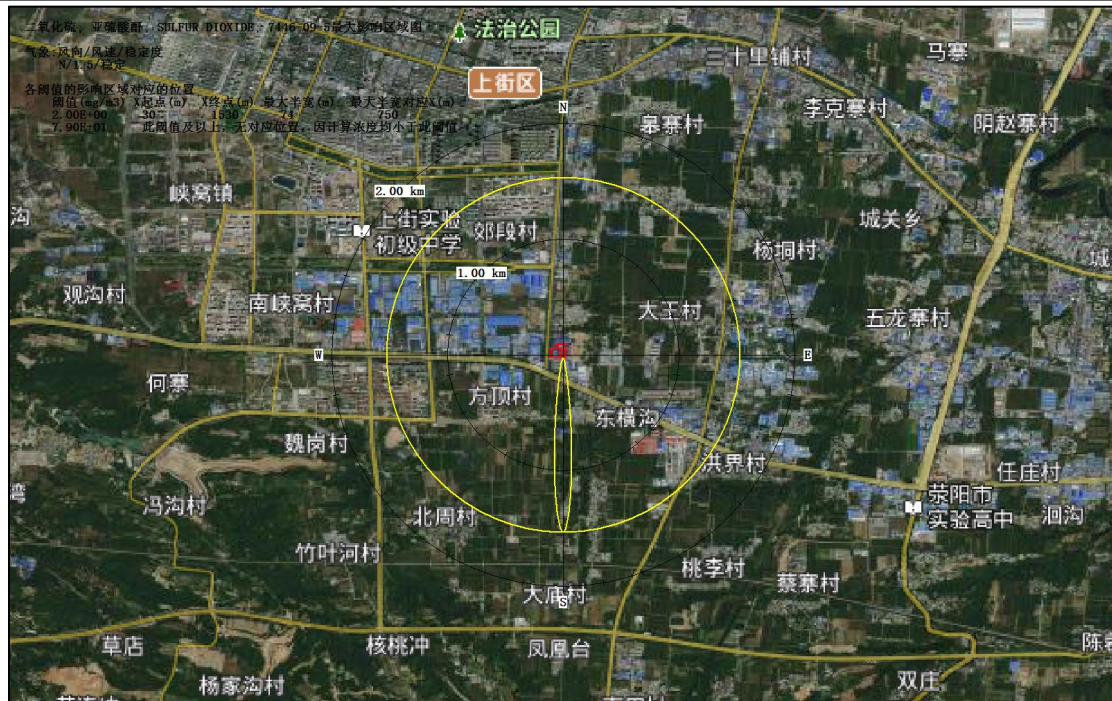 二氧化硫; 亚硫酸酐; SULFUR DIOXIDE; 7446-09-5最大影响区域图
气象:风向/风速/稳定度
N/1.5/稳定
各阈值的影响区域对应的位置
阈值(mg/m3) X起点(m) X终点(m) 最大半宽(m) 最大半宽对应X(m)
2.00E+00 30 1530 74 750
7.90E+01 此阈值及以上，无对应位置，因计算浓度均小于此阈值
法治公园
三十里铺村
马寨
上街区
N
李克寨村
皋寨村
阴赵寨村
峡窝镇
2.00 km
沟
上街实验
初级中学
郊段村
城关乡
杨垌村
城
1.00 km
观沟村
南峡窝村
大王村
五龙寨村
W
E
何寨
方顶村
东横沟
魏岗村
洪界村
任庄村
湾
冯沟村
荥阳市
实验高中
洄沟
北周村
竹叶河村
桃李村
蔡寨村
大庙村
S
草店
核桃冲
凤凰台
双庄
杨家沟村